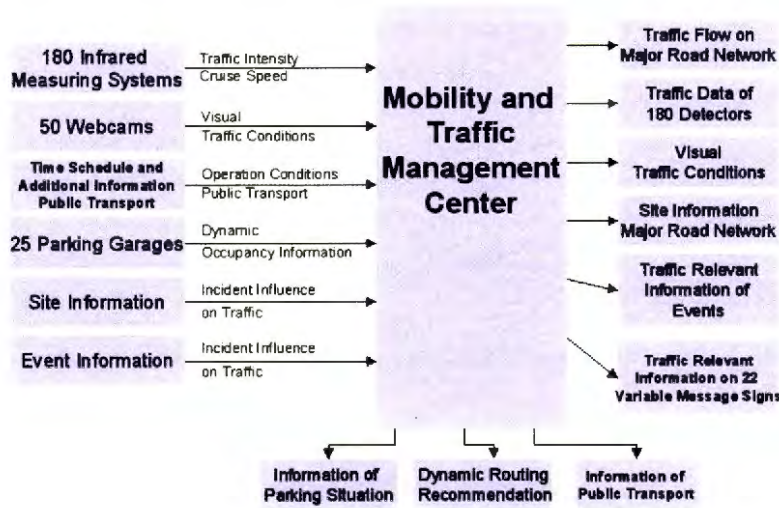 180 Infrared
Measuring Systems
Traffic Intensity
Cruise Speed
50 Webcams
Visual
Traffic Conditions
Time Schedule and
Additional Information
Public Transport
Operation Conditions
Public Transport
25 Parking Garages
Dynamic
Occupancy Information
Site Information
Incident Influence
on Traffic
Event Information
Incident Influence
on Traffic
Mobility and
Traffic
Management
Center
Traffic Flow on
Major Road Network
Traffic Data of
180 Detectors
Visual
Traffic Conditions
Site Information
Major Road Network
Traffic Relevant
Information of
Events
Traffic Relevant
Information on 22
Variable Message Signs
Information of
Parking Situation
Dynamic Routing
Recommendation
Information of
Public Transport